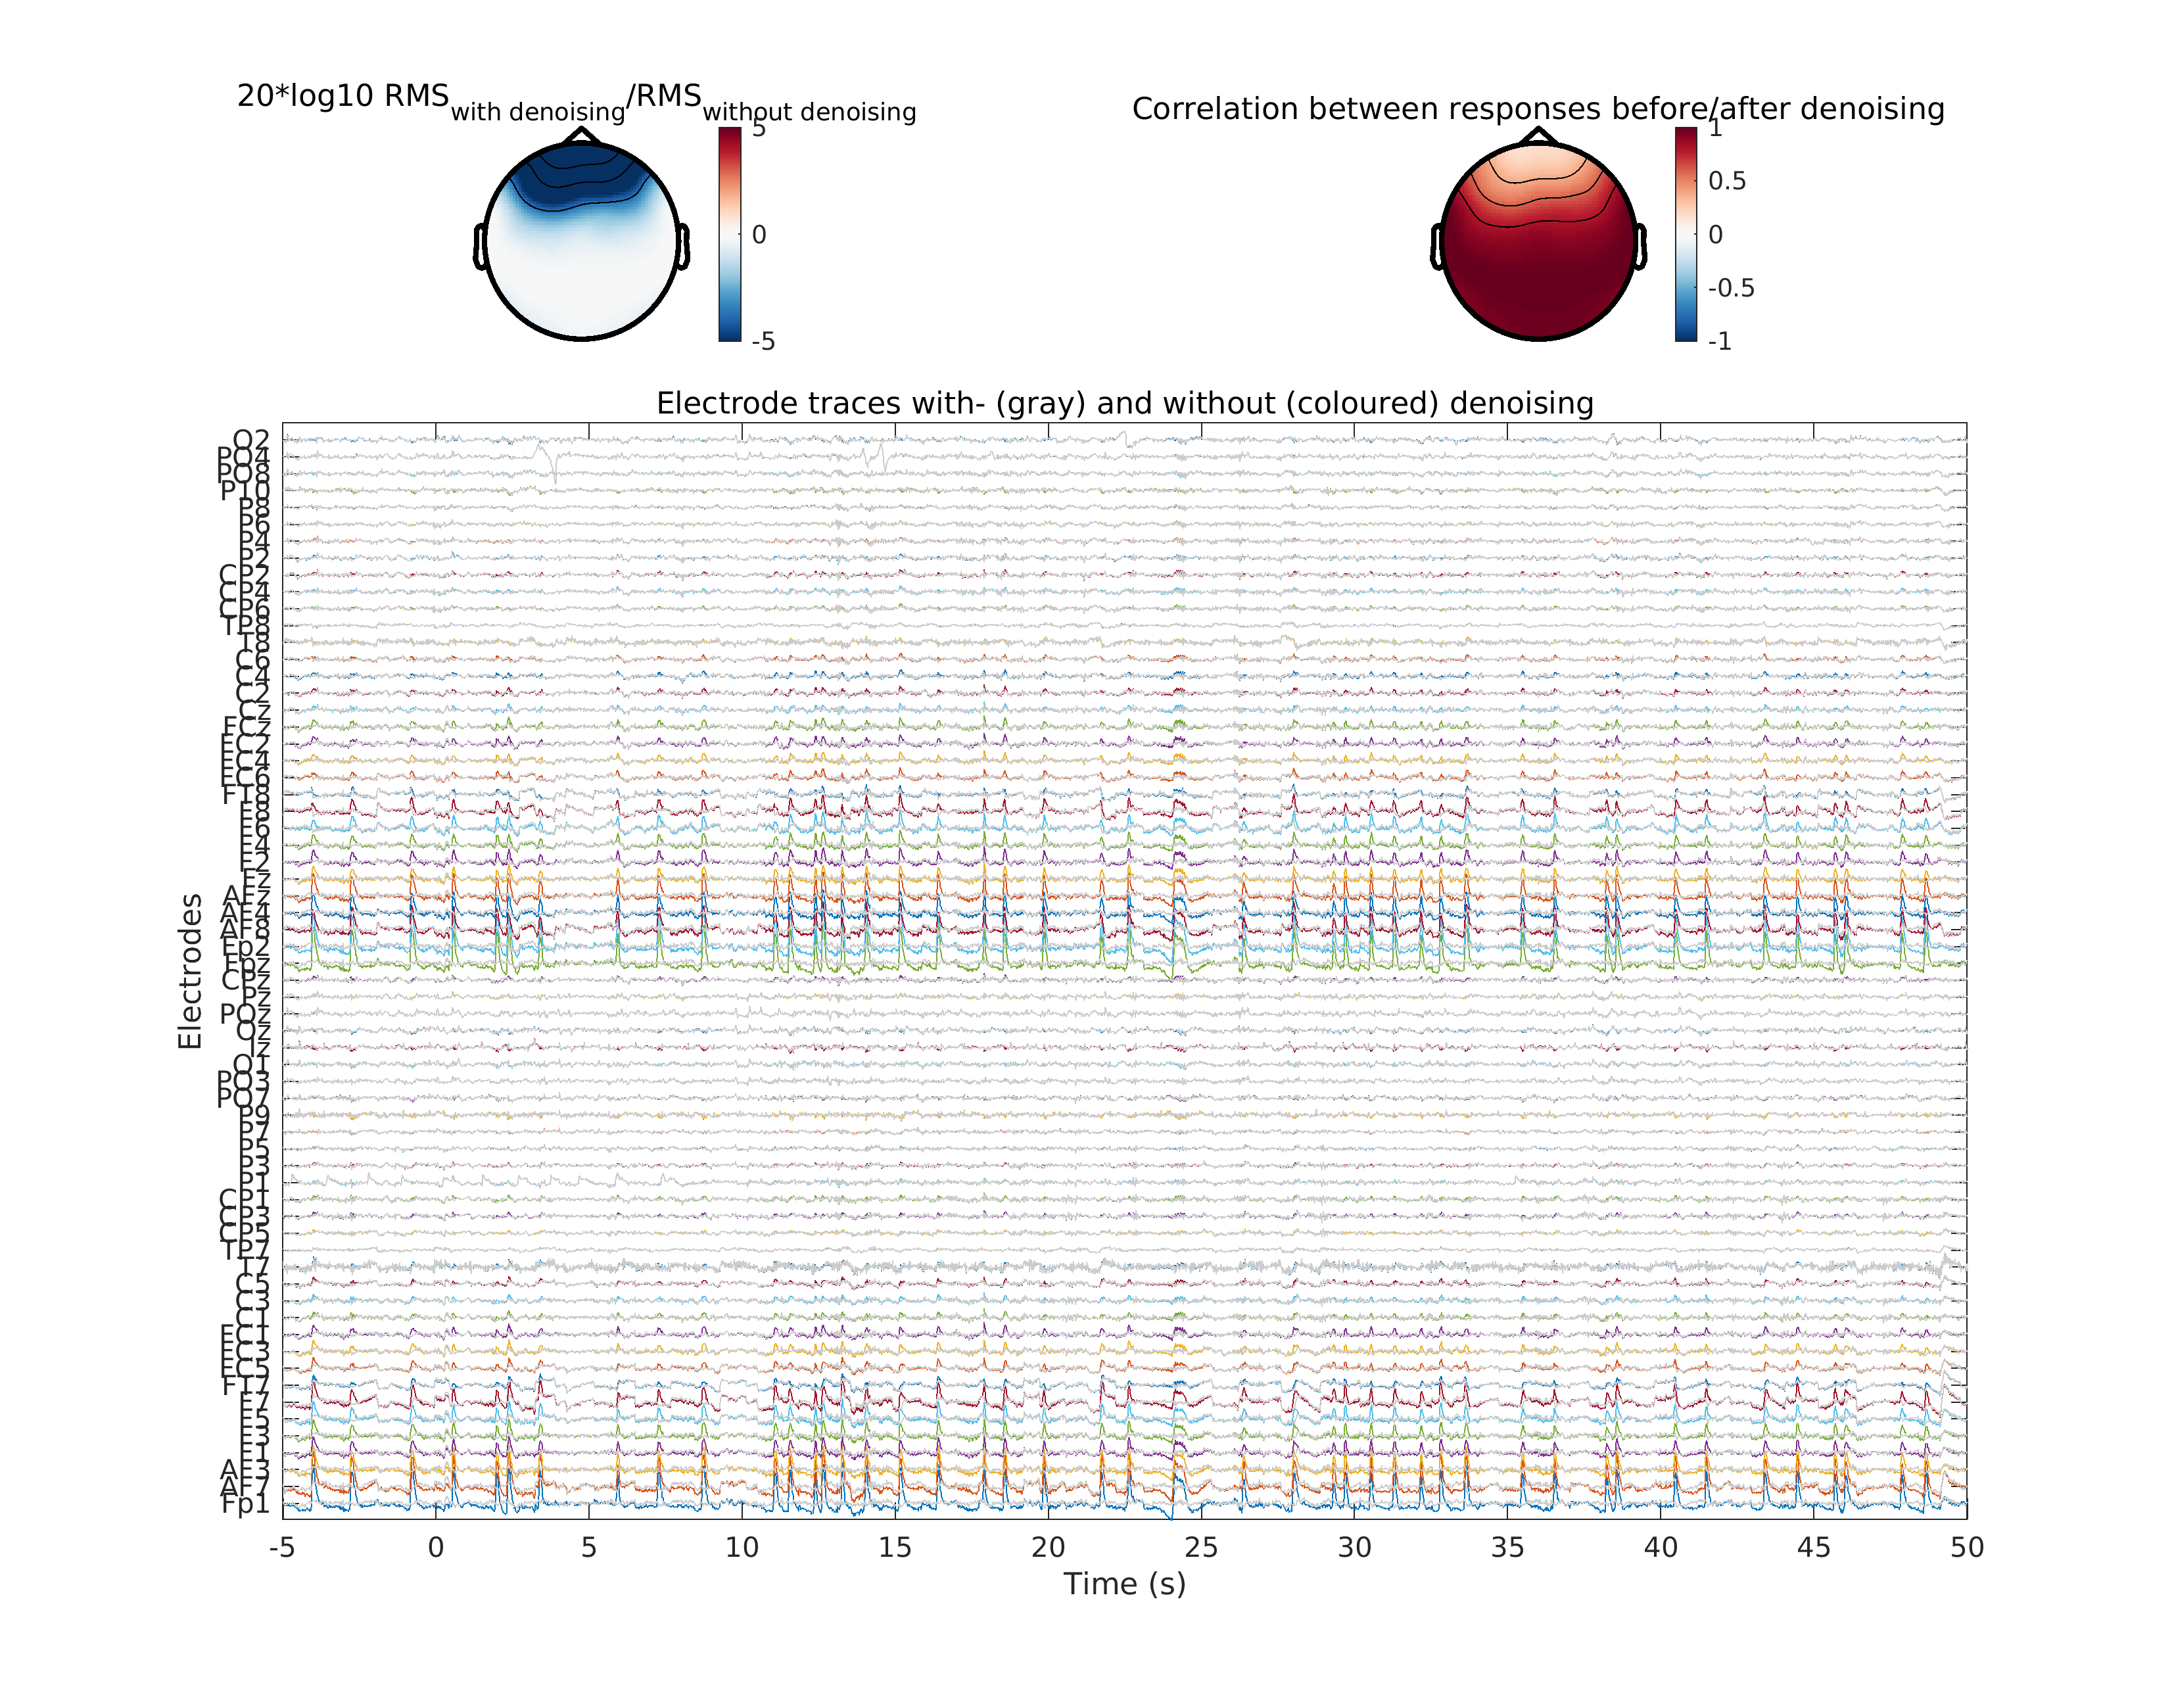 20*log10 RMS with denoising/RMS without denoising
5
0
-5
Correlation between responses before/after denoising
1
0.5
0
-0.5
-1
Electrode traces with- (gray) and without (coloured) denoising
O2
PO4
PO8
P10
P8
P6
P4
P2
CP2
CP4
CP6
TP8
T8
C6
C4
C2
Cz
FCz
FC2
FC4
FC6
FT8
F8
F6
F4
F2
Fz
AFz
AF4
AF8
Fp2
Fpz
CPz
Pz
POz
Oz
Iz
O1
PO3
PO7
P9
P7
P5
P3
P1
CP1
CP3
CP5
TP7
T7
C5
C3
C1
FC1
FC3
FC5
FT7
F7
F5
F3
F1
AF3
AF7
Fp1
Electrodes
-5 0 5 10 15 20 25 30 35 40 45 50
Time (s)